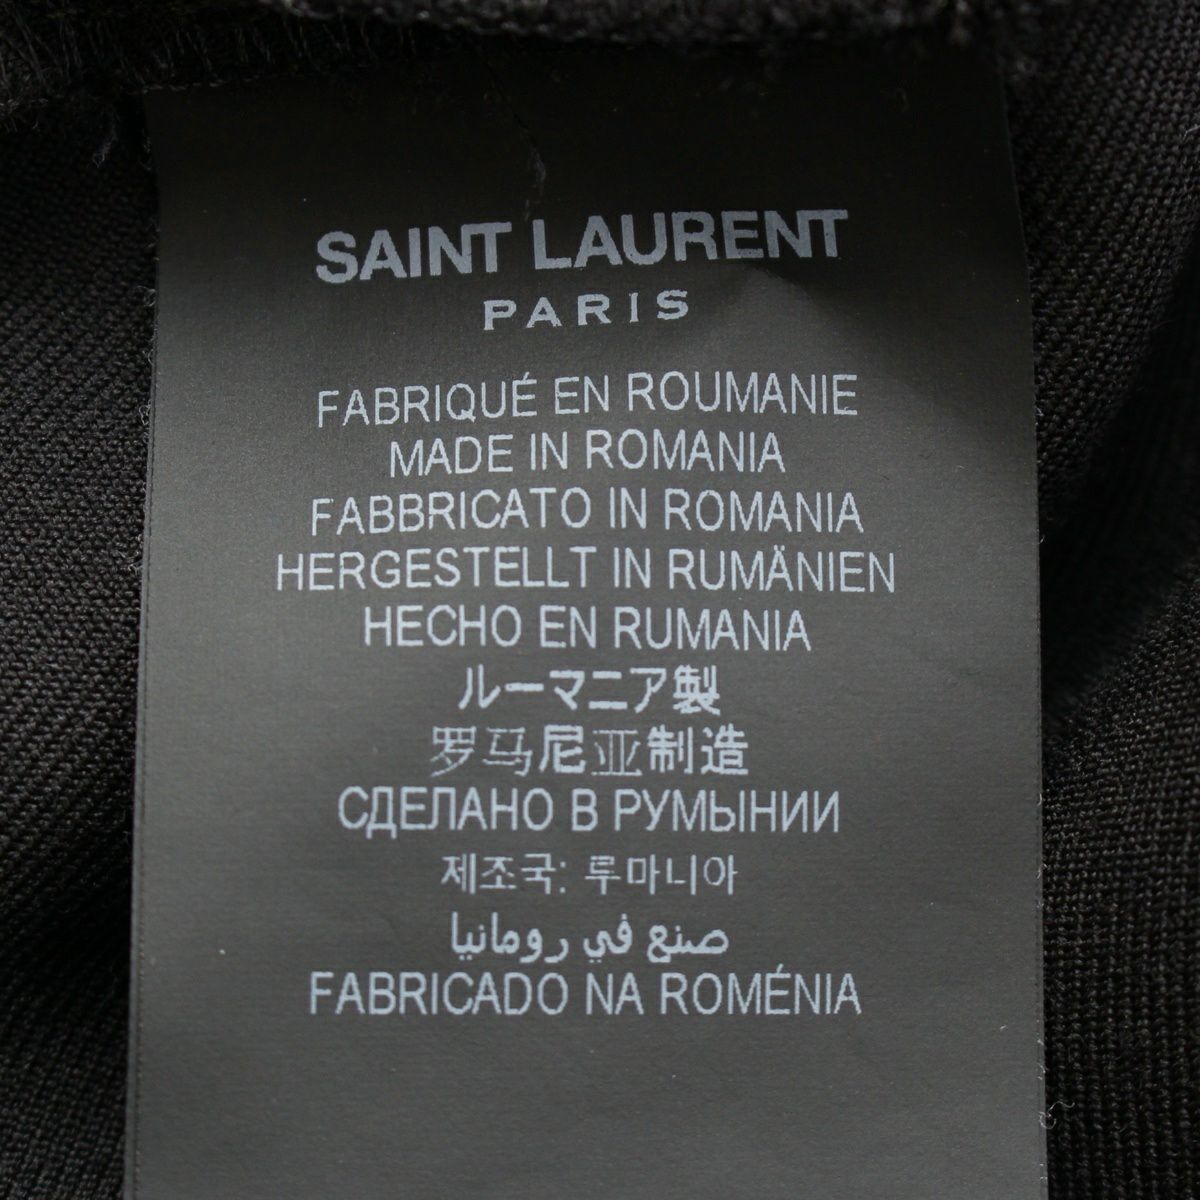 SAINT LAURENT
PARIS
FABRIQUÉ EN ROUMANIE
MADE IN ROMANIA
FABBRICATO IN ROMANIA
HERGESTELLT IN RUMÄNIEN
HECHO EN RUMANIA
ルーマニア製
罗马尼亚制造
СДЕЛАНО В РУМЫНИИ
제조국: 루마니아
صنع في رومانيا
FABRICADO NA ROMÉNIA